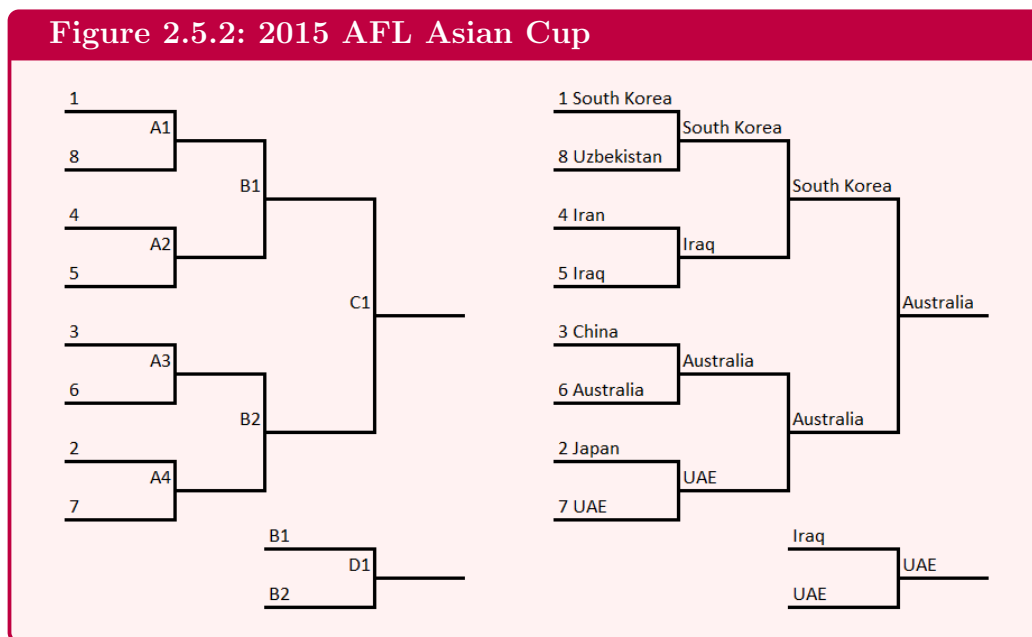 Figure 2.5.2: 2015 AFL Asian Cup
1
A1
8
B1
4
A2
5
C1
3
A3
6
B2
2
A4
7
B1
D1
B2
1 South Korea
South Korea
8 Uzbekistan
South Korea
4 Iran
Iraq
5 Iraq
Australia
3 China
Australia
6 Australia
Australia
2 Japan
UAE
7 UAE
Iraq
UAE
UAE